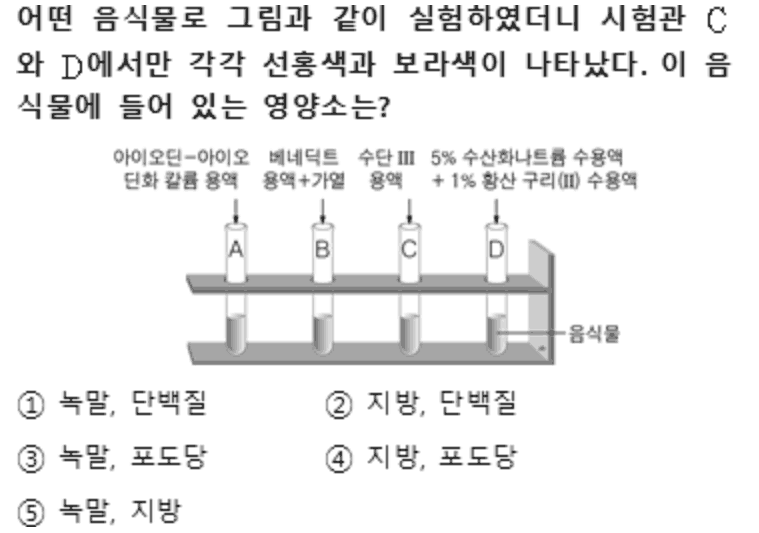 어떤 음식물로 그림과 같이 실험하였더니 시험관 C
와 D에서만 각각 선홍색과 보라색이 나타났다. 이 음
식물에 들어 있는 영양소는?
아이오딘-아이오 베네딕트 수단 III 5% 수산화나트륨 수용액
딘화 칼륨 용액 용액+가열 용액 + 1% 황산 구리(II) 수용액
A B C D
음식물
① 녹말, 단백질 ② 지방, 단백질
③ 녹말, 포도당 ④ 지방, 포도당
⑤ 녹말, 지방